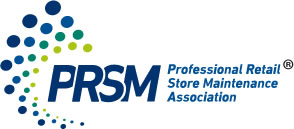 PRSM
Professional Retail®
Store Maintenance
Association